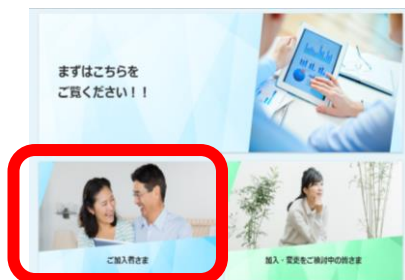 まずはこちらを
ご覧ください！！
ご加入者さま
加入・変更をご検討中の皆さま